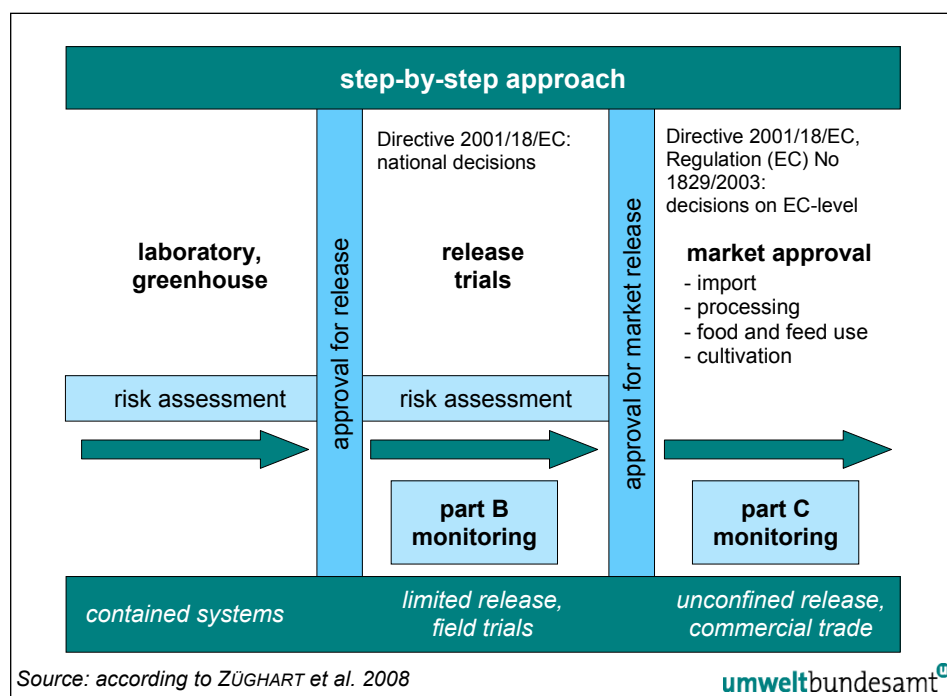 step-by-step approach
laboratory,
greenhouse
risk assessment
approval for release
Directive 2001/18/EC:
national decisions
release
trials
risk assessment
part B
monitoring
approval for market release
Directive 2001/18/EC,
Regulation (EC) No
1829/2003:
decisions on EC-level
market approval
- import
- processing
- food and feed use
- cultivation
part C
monitoring
contained systems
limited release,
field trials
unconfined release,
commercial trade
Source: according to ZÜGHART et al. 2008
umweltbundesamt u